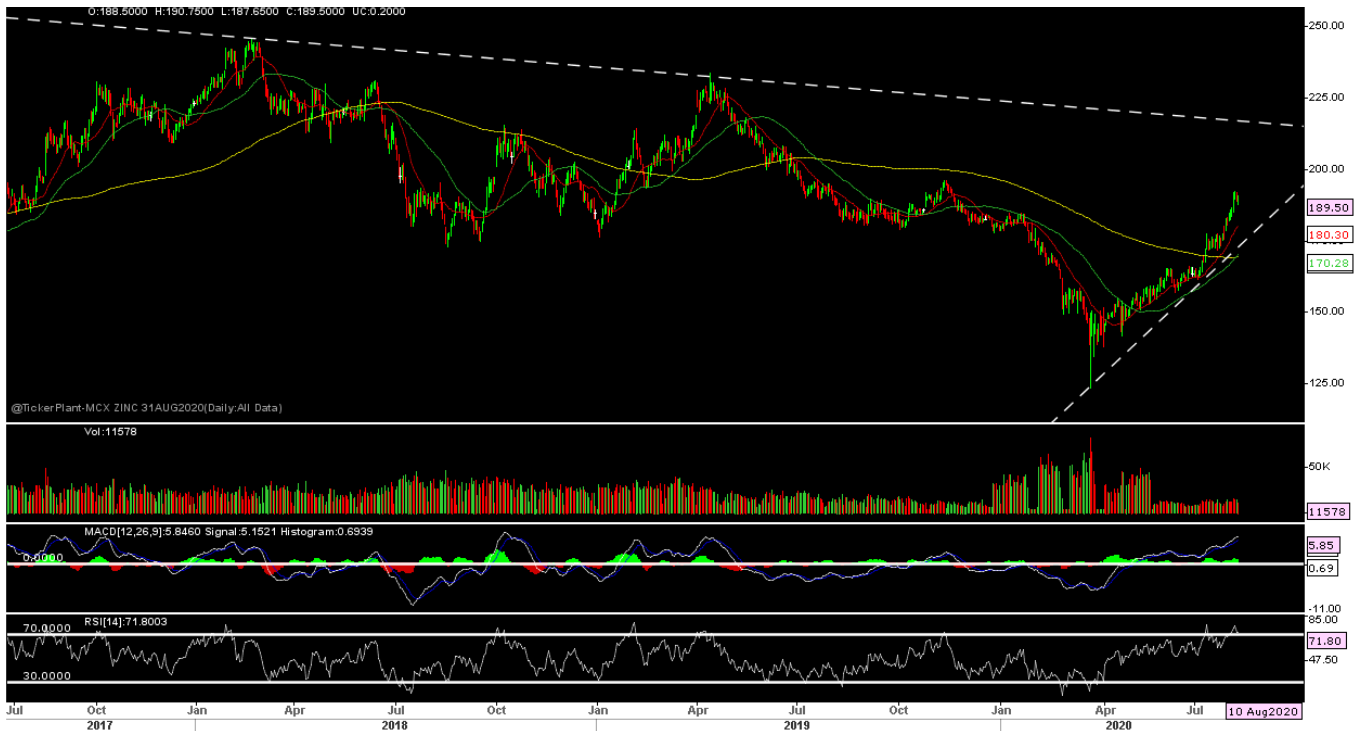 O:188.5000 H:190.7500 L:187.6500 C:189.5000 UC:0.2000
250.00
225.00
200.00
189.50
180.30
170.28
150.00
125.00
@TickerPlant-MCX ZINC 31AUG2020(Daily:All Data)
Vol:11578
50K
11578
MACD[12,26,9]:5.8460 Signal:5.1521 Histogram:0.6939
0.0000
5.85
0.69
-11.00
RSI[14]:71.8003
85.00
70.0000
71.80
47.50
30.0000
Jul Oct Jan Apr Jul Oct Jan Apr Jul Oct Jan Apr Jul 10 Aug2020
2017 2018 2019 2020